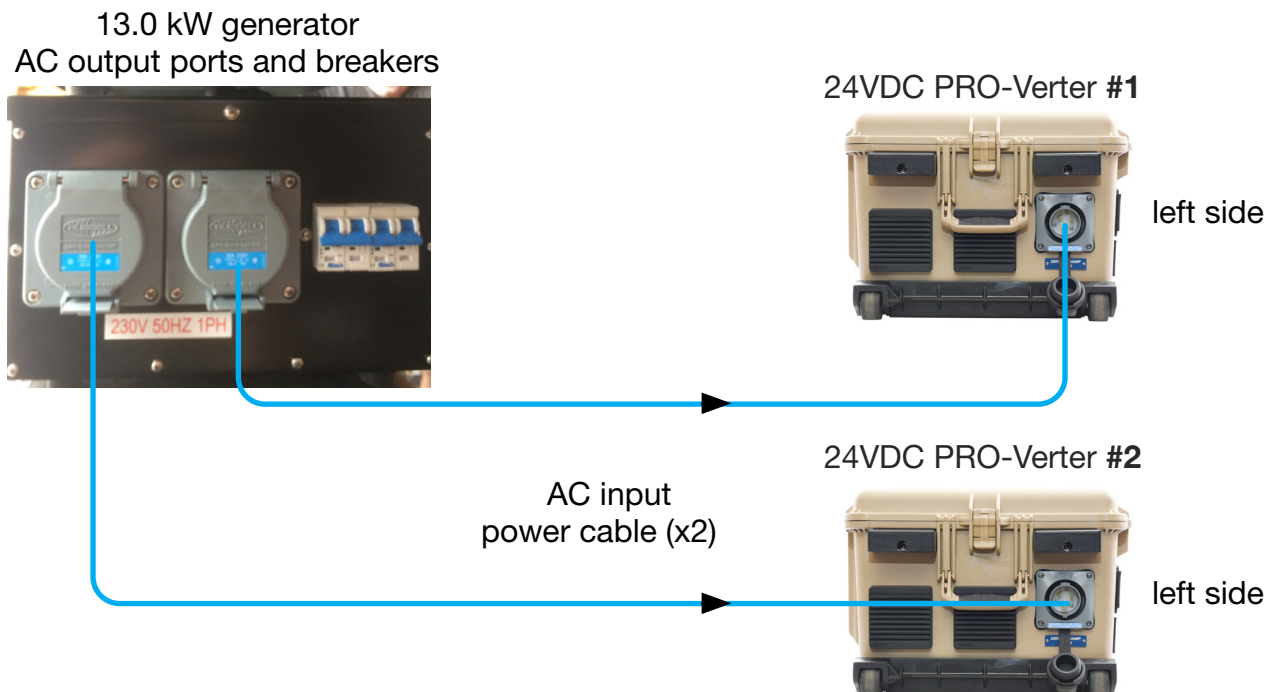 13.0 kW generator
AC output ports and breakers
230V 50HZ 1PH
24VDC PRO-Verter #1
left side
24VDC PRO-Verter #2
AC input
power cable (x2)
left side